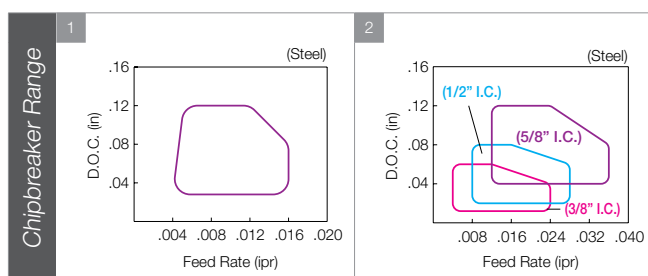 Chipbreaker Range
1
(Steel)
.16
.12
.08
.04
D.O.C. (in)
.004 .008 .012 .016 .020
Feed Rate (ipr)
2
(Steel)
.16
.12
.08
.04
D.O.C. (in)
(1/2” I.C.)
(5/8” I.C.)
(3/8” I.C.)
.008 .016 .024 .032 .040
Feed Rate (ipr)